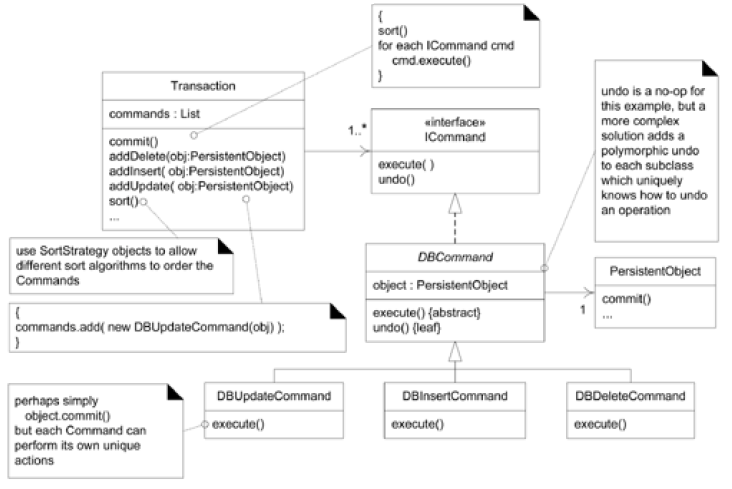 {
sort()
for each ICommand cmd
cmd.execute()
}
Transaction
commands : List
commit()
addDelete(obj:PersistentObject)
addInsert( obj:PersistentObject)
addUpdate( obj:PersistentObject)
sort()
...
1..*
«interface»
ICommand
execute( )
undo()
undo is a no-op for
this example, but a
more complex
solution adds a
polymorphic undo
to each subclass
which uniquely
knows how to undo
an operation
use SortStrategy objects to allow
different sort algorithms to order the
Commands
DBCommand
object : PersistentObject
execute() {abstract}
undo() {leaf}
1
PersistentObject
commit()
...
{
commands.add( new DBUpdateCommand(obj) );
}
perhaps simply
object.commit()
but each Command can
perform its own unique
actions
DBUpdateCommand
execute()
DBInsertCommand
execute()
DBDeleteCommand
execute()